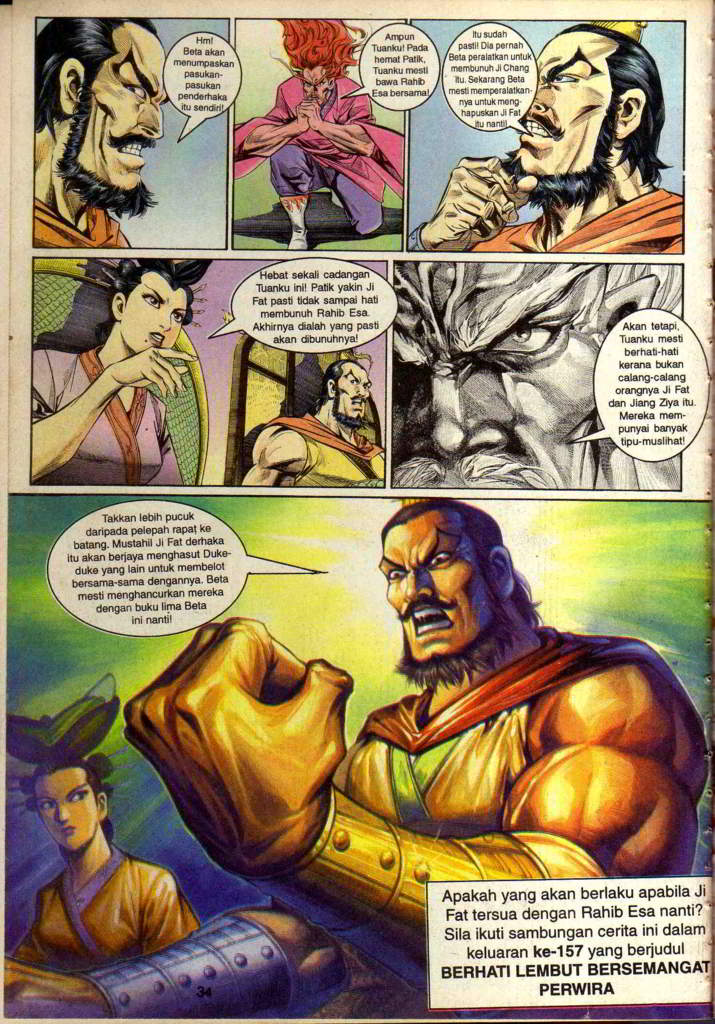 Hm!
Beta akan
menumpaskan
pasukan-
pasukan
penderhaka
itu sendiri!
Ampun
Tuanku! Pada
hemat Patik,
Tuanku mesti
bawa Rahib
Esa bersama!
Itu sudah
pasti! Dia pernah
Beta peralatkan untuk
membunuh Ji Chang
itu. Sekarang Beta
mesti memperalatkan-
nya untuk meng-
hapuskan Ji Fat
itu nanti!
Hebat sekali cadangan
Tuanku ini! Patik yakin Ji
Fat pasti tidak sampai hati
membunuh Rahib Esa.
Akhirnya dialah yang pasti
akan dibunuhnya!
Akan tetapi,
Tuanku mesti
berhati-hati
kerana bukan
calang-calang
orangnya Ji Fat
dan Jiang Ziya itu.
Mereka mem-
punyai banyak
tipu-muslihat!
Takkan lebih pucuk
daripada pelepah rapat ke
batang. Mustahil Ji Fat derhaka
itu akan berjaya menghasut Duke-
duke yang lain untuk membelot
bersama-sama dengannya. Beta
mesti menghancurkan mereka
dengan buku lima Beta
ini nanti!
Apakah yang akan berlaku apabila Ji
Fat tersua dengan Rahib Esa nanti?
Sila ikuti sambungan cerita ini dalam
keluaran ke-157 yang berjudul
BERHATI LEMBUT BERSEMANGAT
PERWIRA
34